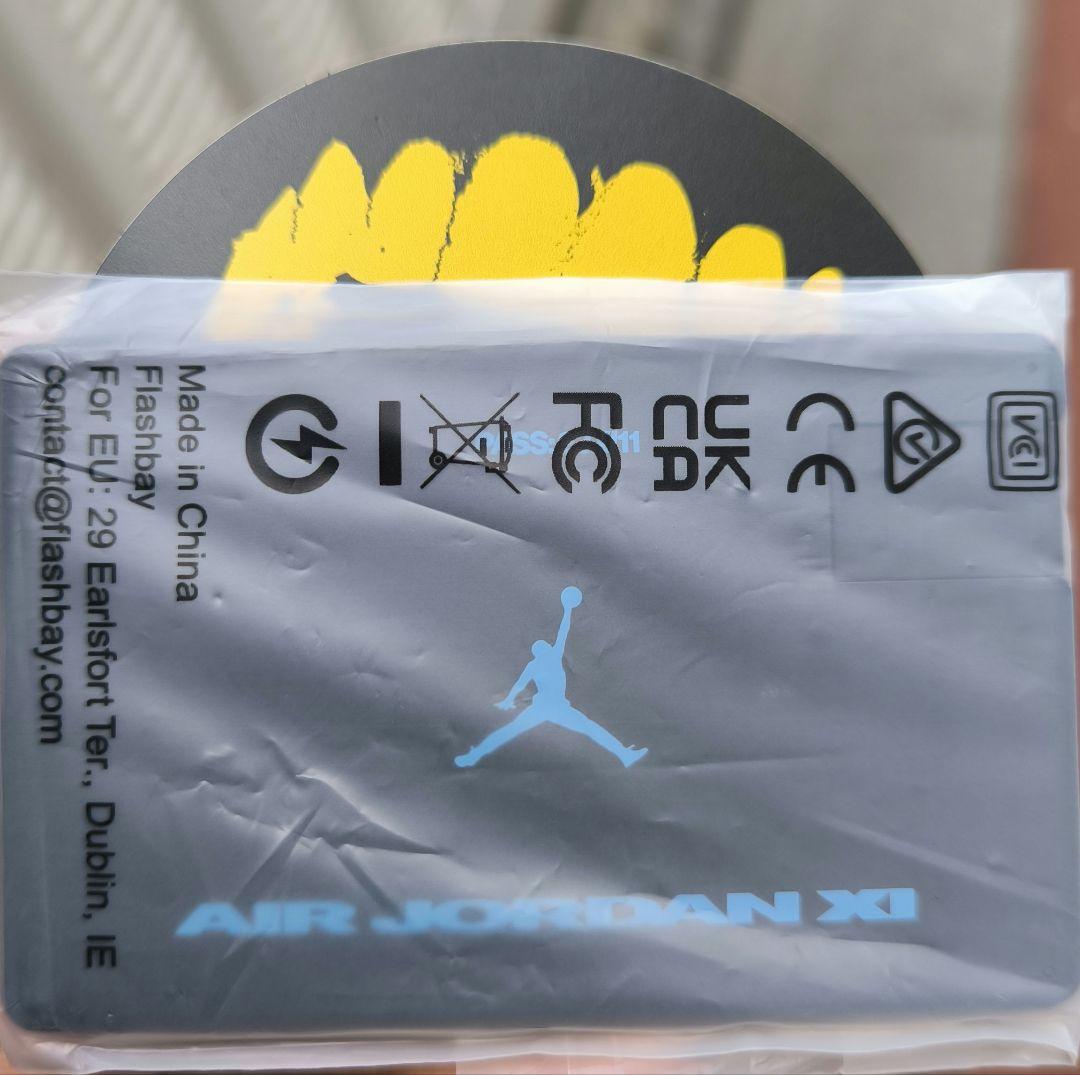 Made in China
Flashbay
For EU: 29 Earlsfort Ter., Dublin, IE
contact@flashbay.com
FC
UK
CA
CE
VCI
AIR JORDAN XI